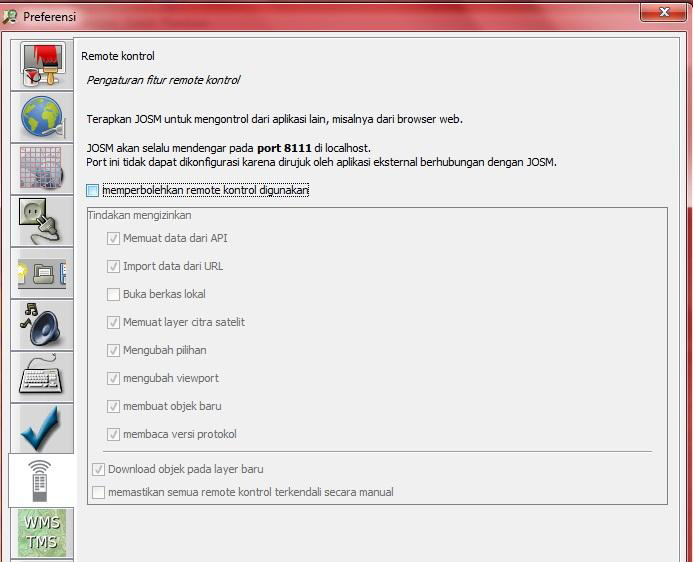 Preferensi
Remote kontrol
Pengaturan fitur remote kontrol
Terapkan JOSM untuk mengontrol dari aplikasi lain, misalnya dari browser web.
JOSM akan selalu mendengar pada port 8111 di localhost.
Port ini tidak dapat dikonfigurasi karena dirujuk oleh aplikasi eksternal berhubungan dengan JOSM.
memperbolehkan remote kontrol digunakan
Tindakan mengizinkan
Memuat data dari API
Import data dari URL
Buka berkas lokal
Memuat layer citra satelit
Mengubah pilihan
mengubah viewport
membuat objek baru
membaca versi protokol
Download objek pada layer baru
memastikan semua remote kontrol terkendali secara manual
WMS
TMS